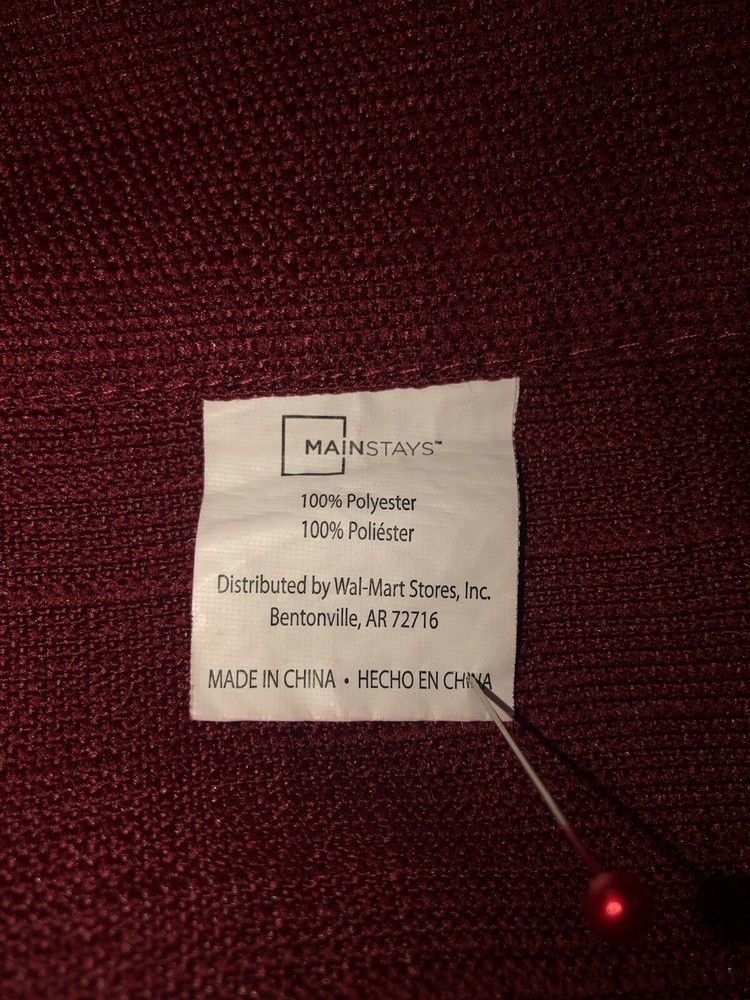 MAINSTAYS™
100% Polyester
100% Poliéster
Distributed by Wal-Mart Stores, Inc.
Bentonville, AR 72716
MADE IN CHINA • HECHO EN CHINA